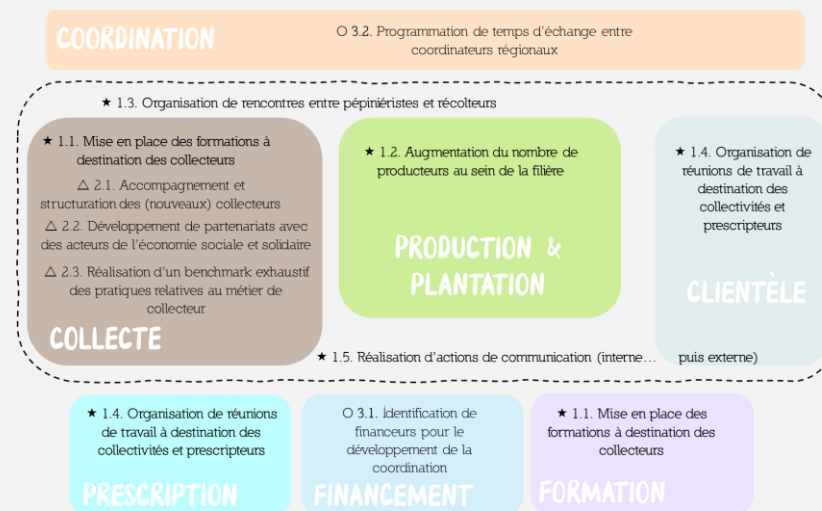 COORDINATION
O 3.2. Programmation de temps d'échange entre
coordinateurs régionaux
★ 1.3. Organisation de rencontres entre pépiniéristes et récolteurs
★ 1.1. Mise en place des formations à
destination des collecteurs
△ 2.1. Accompagnement et
structuration des (nouveaux) collecteurs
△ 2.2. Développement de partenariats avec
des acteurs de l'économie sociale et solidaire
△ 2.3. Réalisation d'un benchmark exhaustif
des pratiques relatives au métier de
collecteur
COLLECTE
★ 1.2. Augmentation du nombre de
producteurs au sein de la filière
PRODUCTION &
PLANTATION
★ 1.4. Organisation de
réunions de travail à
destination des
collectivités et
prescripteurs
CLIENTÈLE
★ 1.5. Réalisation d'actions de communication (interne... puis externe)
★ 1.4. Organisation de réunions
de travail à destination des
collectivités et prescripteurs
PRESCRIPTION
O 3.1. Identification de
financeurs pour le
développement de la
coordination
FINANCEMENT
★ 1.1. Mise en place des
formations à destination des
collecteurs
FORMATION